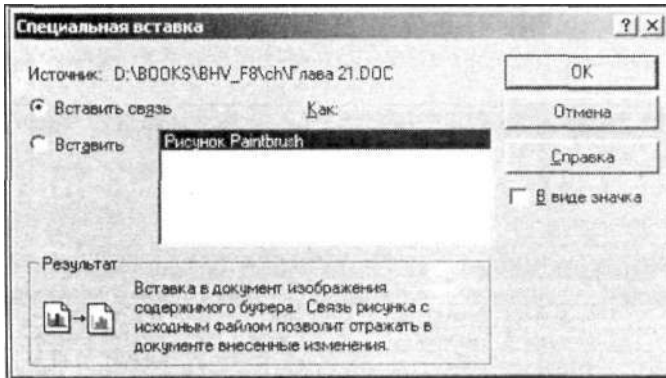 Специальная вставка
Источник: D:\BOOKS\BHV_F8\ch\Глава 21.DOC
ОК
Вставить связь
Как:
Отмена
Вставить
Рисунок Paintbrush
Справка
В виде значка
Результат
Вставка в документ изображения
содержимого буфера. Связь рисунка с
исходным файлом позволит отражать в
документе внесенные изменения.